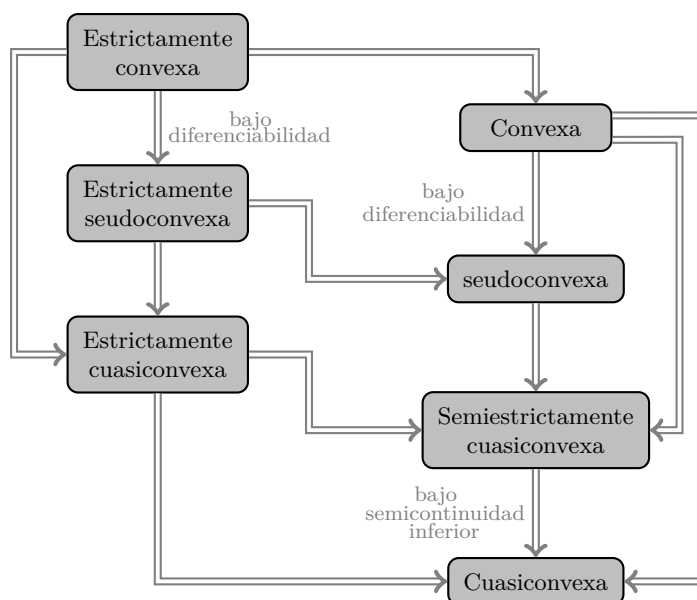 Estrictamente
convexa
bajo
diferenciabilidad
Convexa
Estrictamente
seudoconvexa
bajo
diferenciabilidad
seudoconvexa
Estrictamente
cuasiconvexa
Semiestrictamente
cuasiconvexa
bajo
semicontinuidad
inferior
Cuasiconvexa